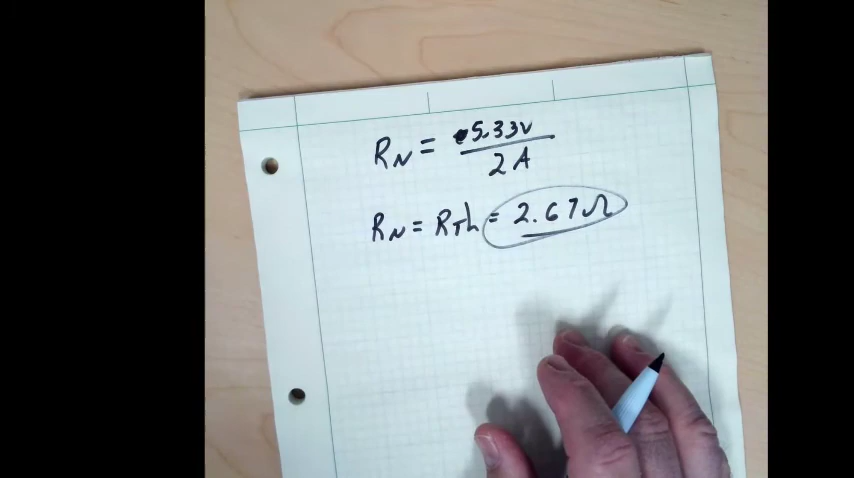 RN = 5.33V
2A
RN = RTh = 2.67Ω